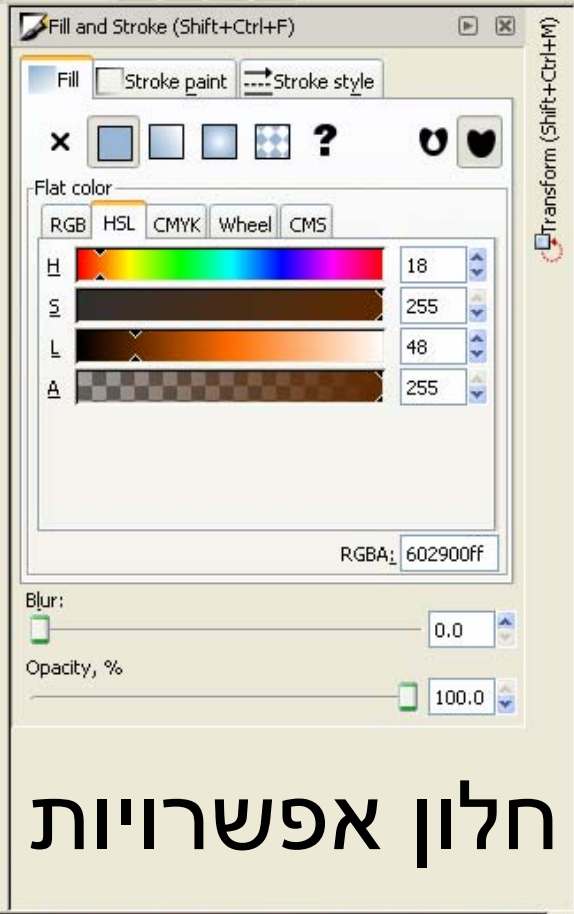 Fill and Stroke (Shift+Ctrl+F)
Transform (Shift+Ctrl+M)
Fill Stroke paint Stroke style
?
Flat color
RGB HSL CMYK Wheel CMS
H 18
S 255
L 48
A 255
RGBA: 602900ff
Blur:
0.0
Opacity, %
100.0
חלון אפשרויות